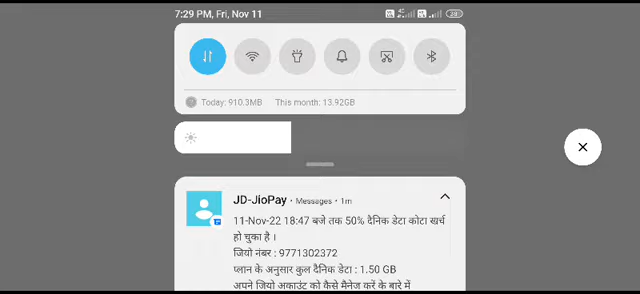 7:29 PM, Fri, Nov 11
28
Today: 910.3MB This month: 13.92GB
JD-JioPay • Messages • 1m
11-Nov-22 18:47 बजे तक 50% दैनिक डेटा कोटा खर्च
हो चुका है ।
जियो नंबर : 9771302372
प्लान के अनुसार कुल दैनिक डेटा : 1.50 GB
अपने जियो अकाउंट को कैसे मैनेज करें के बारे में